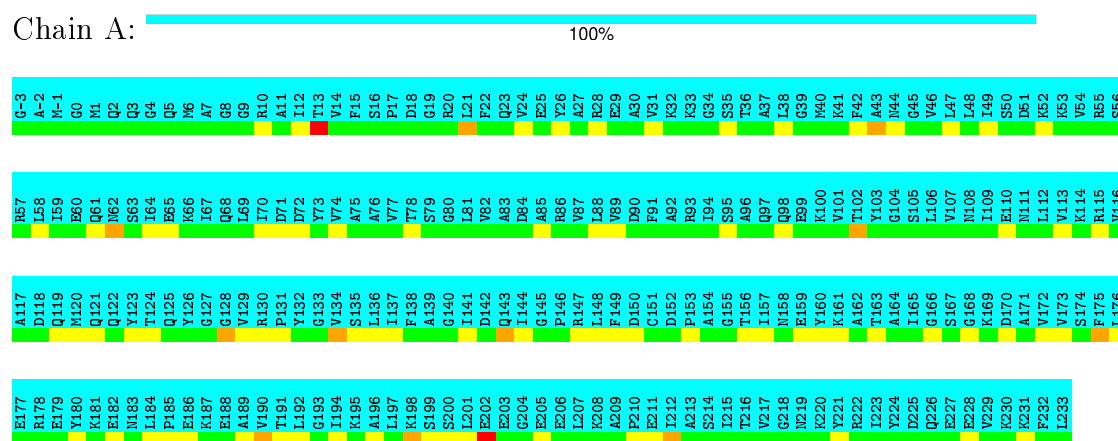 Chain A:
100%
G-3 A-2 M-1 G0 M1 Q2 Q3 G4 Q5 M6 A7 G8 G9 R10 A11 I12 T13 V14 F15 S16 P17 D18 G19 R20 L21 F22 Q23 V24 E25 Y26 A27 R28 E29 A30 V31 K32 K33 G34 S35 T36 A37 L38 G39 M40 K41 F42 A43 N44 G45 V46 L47 L48 I49 S50 D51 K52 K53 V54 R55 S56
R57 L58 I59 E60 Q61 N62 S63 I64 E65 K66 I67 Q68 L69 I70 D71 D72 Y73 V74 A75 A76 V77 T78 S79 G80 L81 V82 A83 D84 A85 R86 V87 L88 V89 D90 F91 A92 R93 I94 S95 A96 Q97 Q98 E99 K100 V101 T102 Y103 G104 S105 L106 V107 N108 I109 E110 N111 L112 V113 K114 R115 V116
A117 D118 Q119 M120 Q121 Q122 Y123 T124 Q125 Y126 G127 G128 V129 R130 P131 Y132 G133 V134 S135 L136 I137 F138 A139 G140 I141 D142 Q143 I144 G145 P146 R147 L148 F149 D150 C151 D152 P153 A154 G155 T156 I157 N158 E159 Y160 K161 A162 T163 A164 I165 G166 S167 G168 K169 D170 A171 V172 V173 S174 F175
E177 R178 E179 Y180 K181 E182 N183 L184 P185 E186 K187 E188 A189 V190 T191 L192 G193 I194 K195 A196 L197 K198 S199 S200 L201 E202 E203 G204 E205 E206 L207 K208 A209 P210 E211 I212 A213 S214 I215 T216 V217 G218 N219 K220 Y221 R222 I223 Y224 D225 Q226 E227 E228 V229 K230 K231 F232 L233